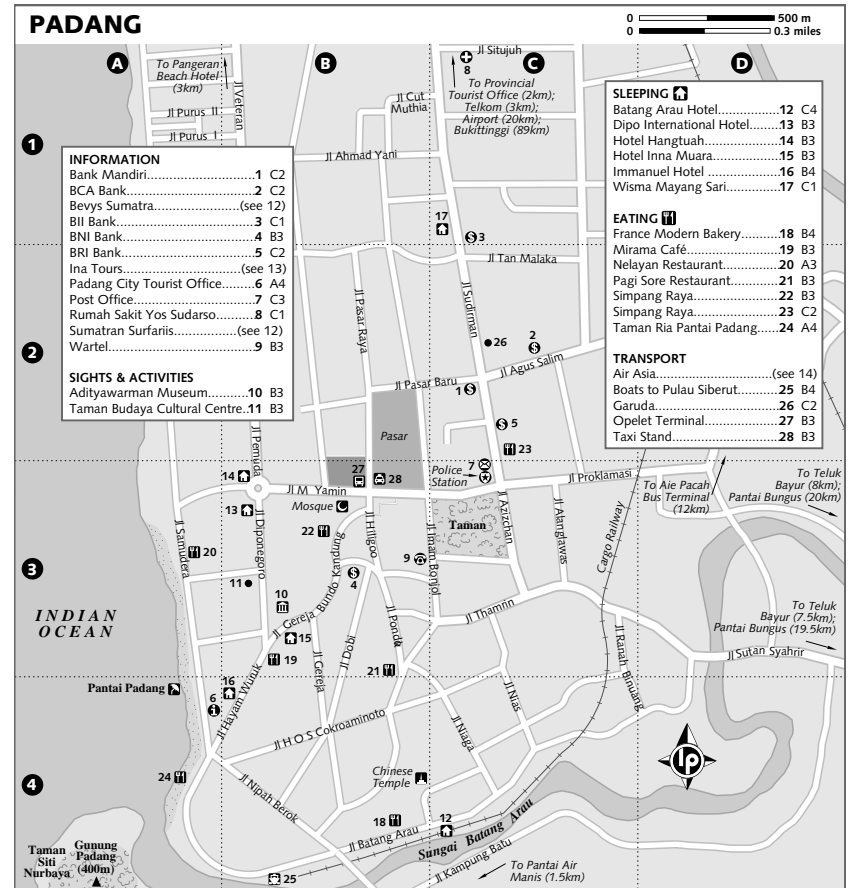 PADANG
0 500 m
0 0.3 miles
A
B
C
D
1
2
3
4
To Pangeran
Beach Hotel
(3km)
Jl Veteran
Jl Purus II
Jl Purus I
Jl Cut
Muthia
Jl Ahmad Yani
Jl Situjuh
8
To Provincial
Tourist Office (2km);
Telkom (3km);
Airport (20km);
Bukittinggi (89km)
INFORMATION
Bank Mandiri 1 C2
BCA Bank 2 C2
Bevys Sumatra (see 12)
BII Bank 3 C1
BNI Bank 4 B3
BRI Bank 5 C2
Ina Tours (see 13)
Padang City Tourist Office 6 A4
Post Office 7 C3
Rumah Sakit Yos Sudarso 8 C1
Sumatran Surfariis (see 12)
Wartel 9 B3
SIGHTS & ACTIVITIES
Adityawarman Museum 10 B3
Taman Budaya Cultural Centre 11 B3
SLEEPING
Batang Arau Hotel 12 C4
Dipo International Hotel 13 B3
Hotel Hangtuah 14 B3
Hotel Inna Muara 15 B3
Immanuel Hotel 16 B4
Wisma Mayang Sari 17 C1
EATING
France Modern Bakery 18 B4
Mirama Café 19 B3
Nelayan Restaurant 20 A3
Pagi Sore Restaurant 21 B3
Simpang Raya 22 B3
Simpang Raya 23 C2
Taman Ria Pantai Padang 24 A4
TRANSPORT
Air Asia (see 14)
Boats to Pulau Siberut 25 B4
Garuda 26 C2
Opelet Terminal 27 B3
Taxi Stand 28 B3
17
3
Jl Tan Malaka
Jl Sudirman
Jl Pasar Raya
26
2
Jl Agus Salim
Jl Pasar Baru
1
5
23
Pasar
Jl Pemuda
14
27
28
7
Police
Station
Jl Proklamasi
To Aie Pacah
Bus Terminal
(12km)
To Teluk
Bayur (8km);
Pantai Bungus (20km)
Jl M Yamin
Mosque
13
22
Jl Samudera
20
Jl Diponegoro
Jl Gereja Bundo Kandung
Jl Hiligoo
Jl Imam Bonjol
Taman
Jl Azizchan
Jl Alanglawas
Cargo Railway
9
4
11
10
INDIAN
OCEAN
15
19
Jl Pondok
Jl Thamrin
Jl Ranah Binuang
To Teluk
Bayur (7.5km);
Pantai Bungus (19.5km)
Jl Sutan Syahrir
Jl Gereja
Jl Dobi
21
Pantai Padang
16
6
Jl Hayam Wuruk
Jl H O S Cokroaminoto
Jl Niaga
Jl Nias
lp
24
Jl Nipah Berok
Chinese
Temple
18
12
Jl Batang Arau
Sungai Batang Arau
Taman
Siti
Nurbaya
Gunung
Padang
(400m)
25
Jl Kampung Batu
To Pantai Air
Manis (1.5km)